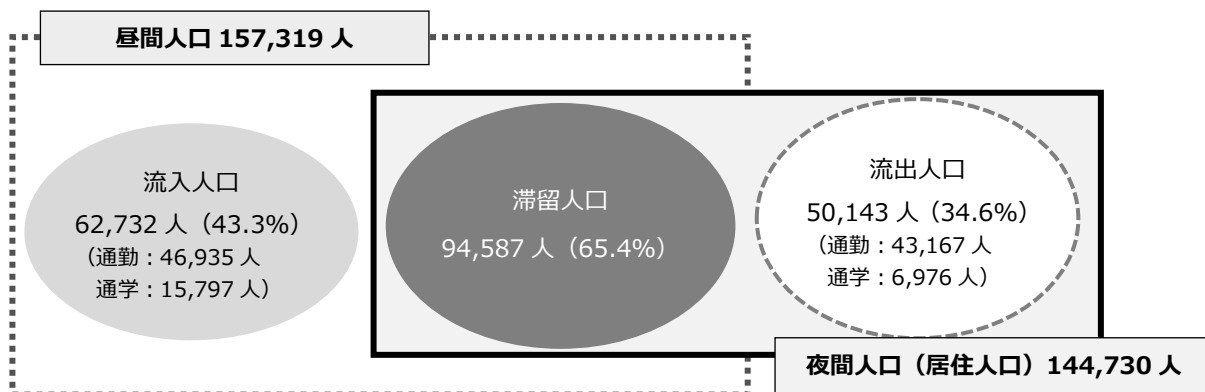 昼間人口 157,319 人
流入人口
62,732 人（43.3%）
（通勤：46,935 人
通学：15,797 人）
滞留人口
94,587 人（65.4%）
流出人口
50,143 人（34.6%）
（通勤：43,167 人
通学：6,976 人）
夜間人口（居住人口）144,730 人